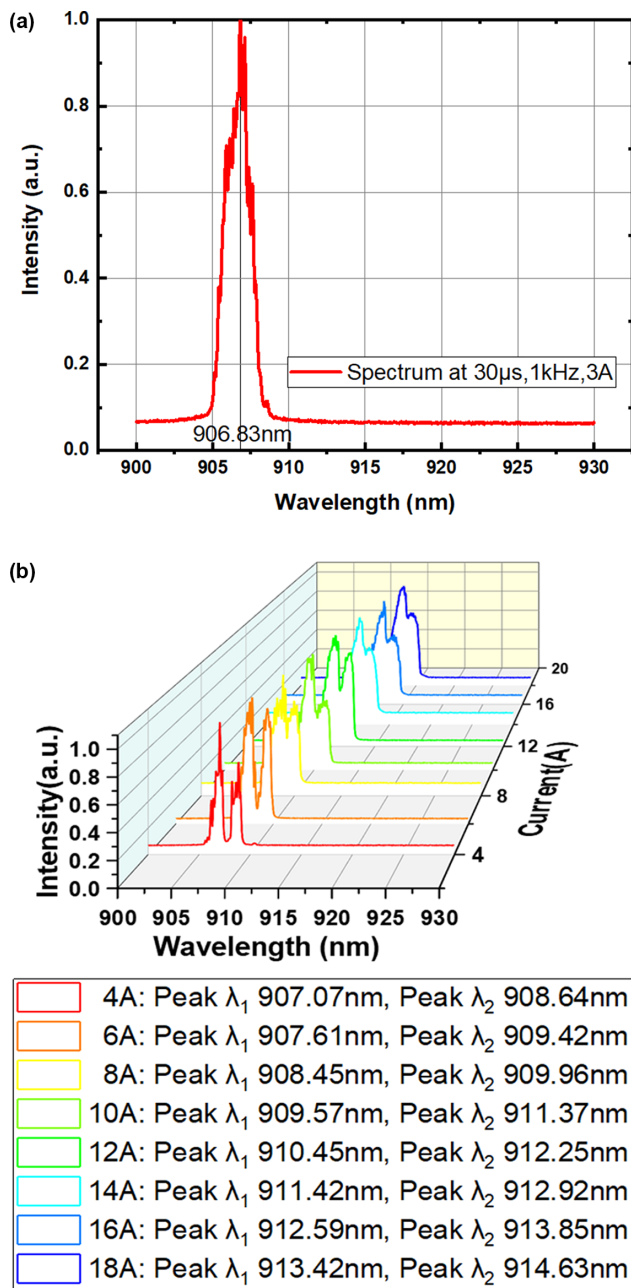 (a)
1.0
0.8
0.6
0.4
0.2
0.0
Intensity (a.u.)
Spectrum at 30μs,1kHz,3A
906.83nm
900 905 910 915 920 925 930
Wavelength (nm)
(b)
1.0
0.8
0.6
0.4
0.2
0.0
Intensity(a.u.)
20
16
12
8
4
Current(A)
900 905 910 915 920 925 930
Wavelength (nm)
4A: Peak λ₁ 907.07nm, Peak λ₂ 908.64nm
6A: Peak λ₁ 907.61nm, Peak λ₂ 909.42nm
8A: Peak λ₁ 908.45nm, Peak λ₂ 909.96nm
10A: Peak λ₁ 909.57nm, Peak λ₂ 911.37nm
12A: Peak λ₁ 910.45nm, Peak λ₂ 912.25nm
14A: Peak λ₁ 911.42nm, Peak λ₂ 912.92nm
16A: Peak λ₁ 912.59nm, Peak λ₂ 913.85nm
18A: Peak λ₁ 913.42nm, Peak λ₂ 914.63nm